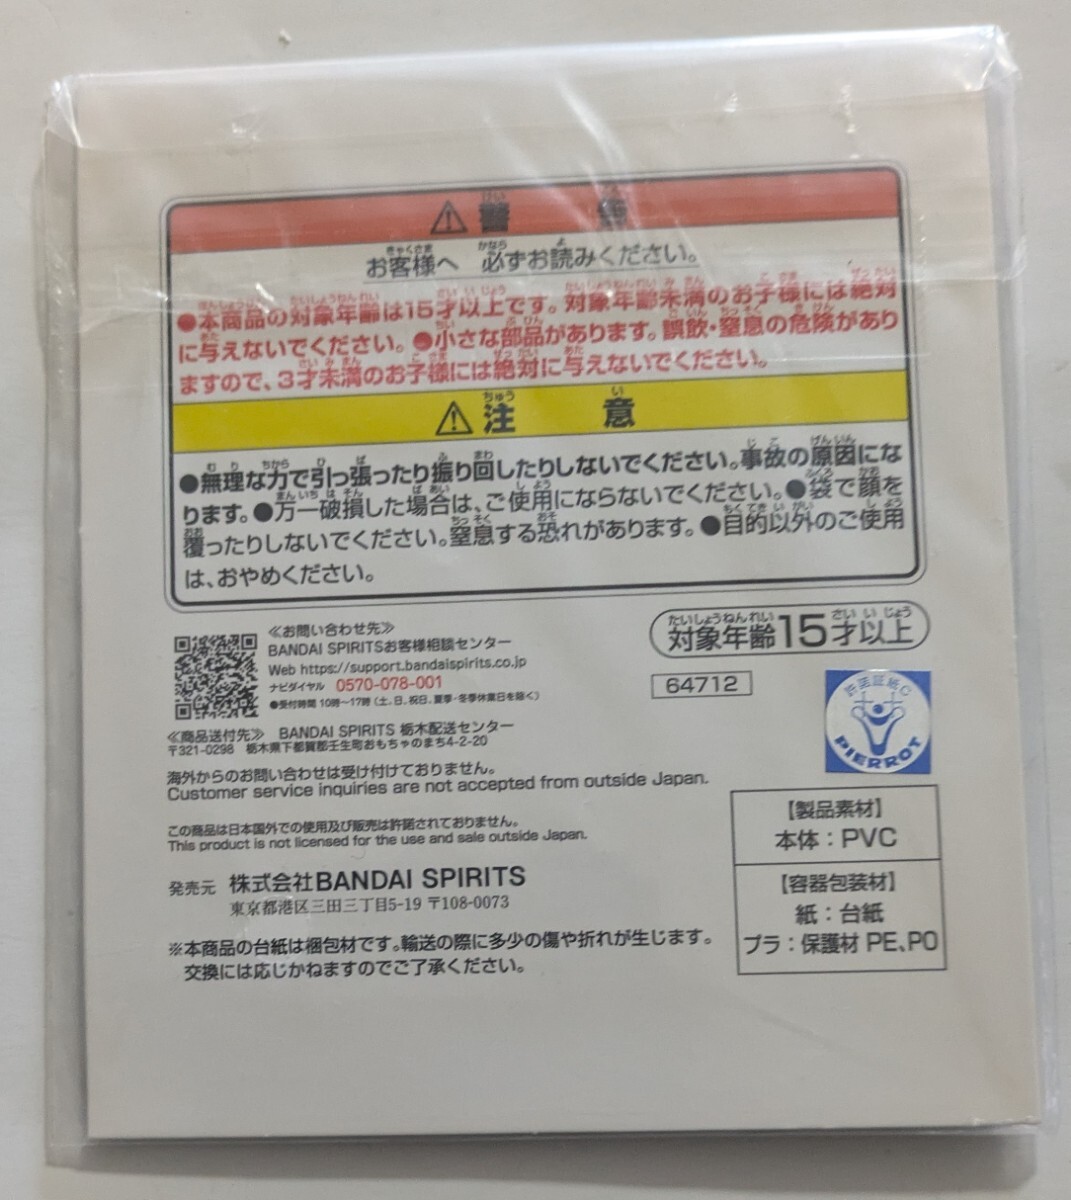 ⚠警告
お客様へ 必ずお読みください。
●本商品の対象年齢は15才以上です。対象年齢未満のお子様には絶対
に与えないでください。●小さな部品があります。誤飲・窒息の危険があり
ますので、3才未満のお子様には絶対に与えないでください。
⚠注意
●無理な力で引っ張ったり振り回したりしないでください。事故の原因にな
ります。●万一破損した場合は、ご使用にならないでください。●袋で顔を
覆ったりしないでください。窒息する恐れがあります。●目的以外のご使用
は、おやめください。
≪お問い合わせ先≫
BANDAI SPIRITSお客様相談センター
Web https://support.bandaispirits.co.jp
ナビダイヤル 0570-078-001
●受付時間 10時〜17時(土、日、祝日、夏季・冬季休業日を除く)
対象年齢15才以上
64712
許諾証紙C
PIERROT
≪商品送付先≫ BANDAI SPIRITS 栃木配送センター
〒321-0298 栃木県下都賀郡壬生町おもちゃのまち4-2-20
海外からのお問い合わせは受け付けておりません。
Customer service inquiries are not accepted from outside Japan.
この商品は日本国外での使用及び販売は許諾されておりません。
This product is not licensed for the use and sale outside Japan.
発売元 株式会社BANDAI SPIRITS
東京都港区三田三丁目5-19 〒108-0073
※本商品の台紙は梱包材です。輸送の際に多少の傷や折れが生じます。
交換には応じかねますのでご了承ください。
【製品素材】
本体:PVC
【容器包装材】
紙:台紙
プラ:保護材 PE、PO